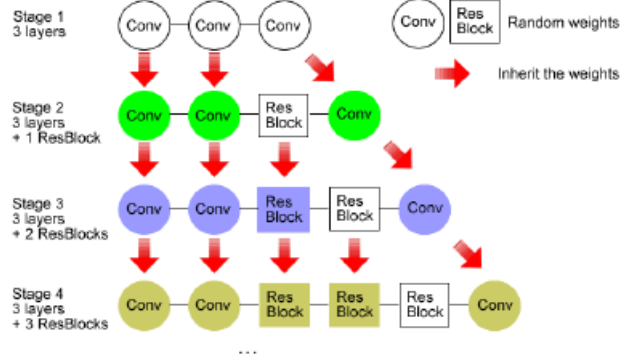 Stage 1
3 layers
Conv
Conv
Conv
Conv
Res
Block
Random weights
Inherit the weights
Stage 2
3 layers
+ 1 ResBlock
Conv
Conv
Res
Block
Conv
Stage 3
3 layers
+ 2 ResBlocks
Conv
Conv
Res
Block
Res
Block
Conv
Stage 4
3 layers
+ 3 ResBlocks
Conv
Conv
Res
Block
Res
Block
Res
Block
Conv
...